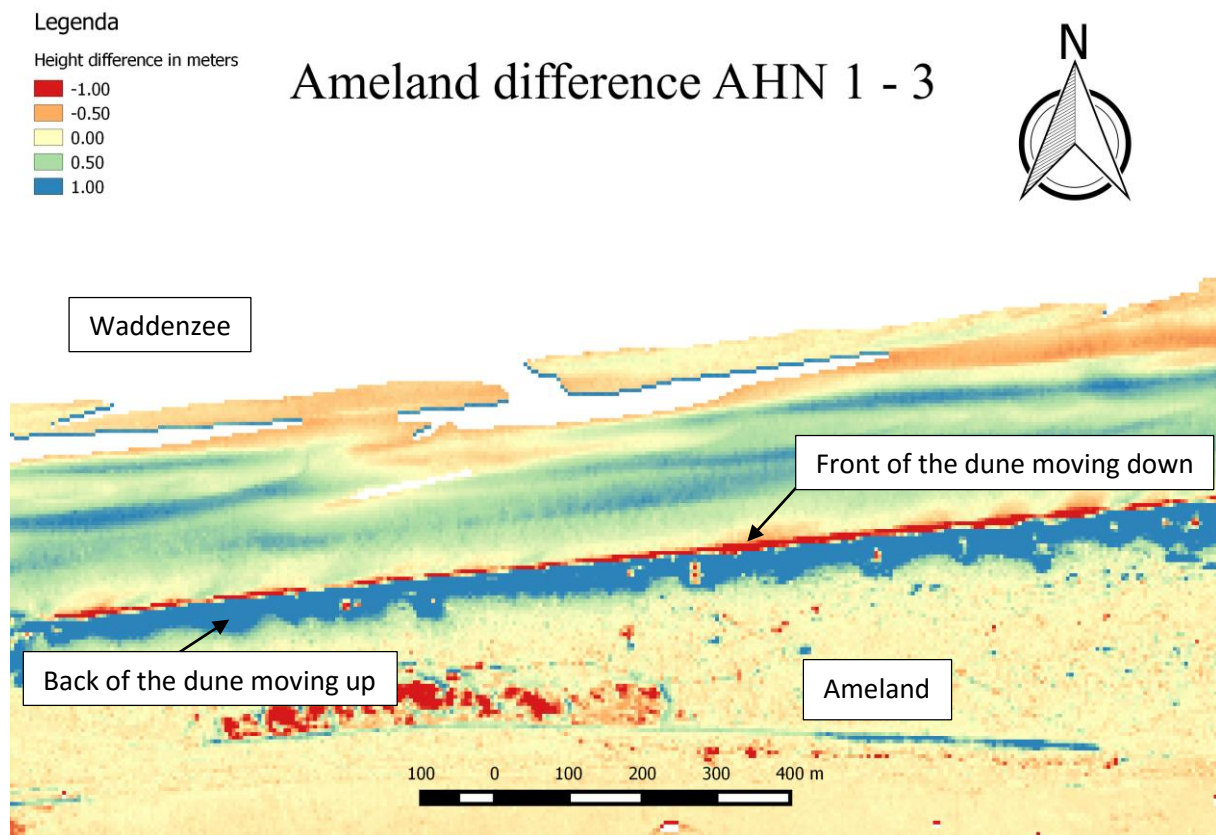 Legenda
Height difference in meters
-1.00
-0.50
0.00
0.50
1.00
Ameland difference AHN 1 - 3
N
Waddenzee
Front of the dune moving down
Back of the dune moving up
Ameland
100 0 100 200 300 400 m